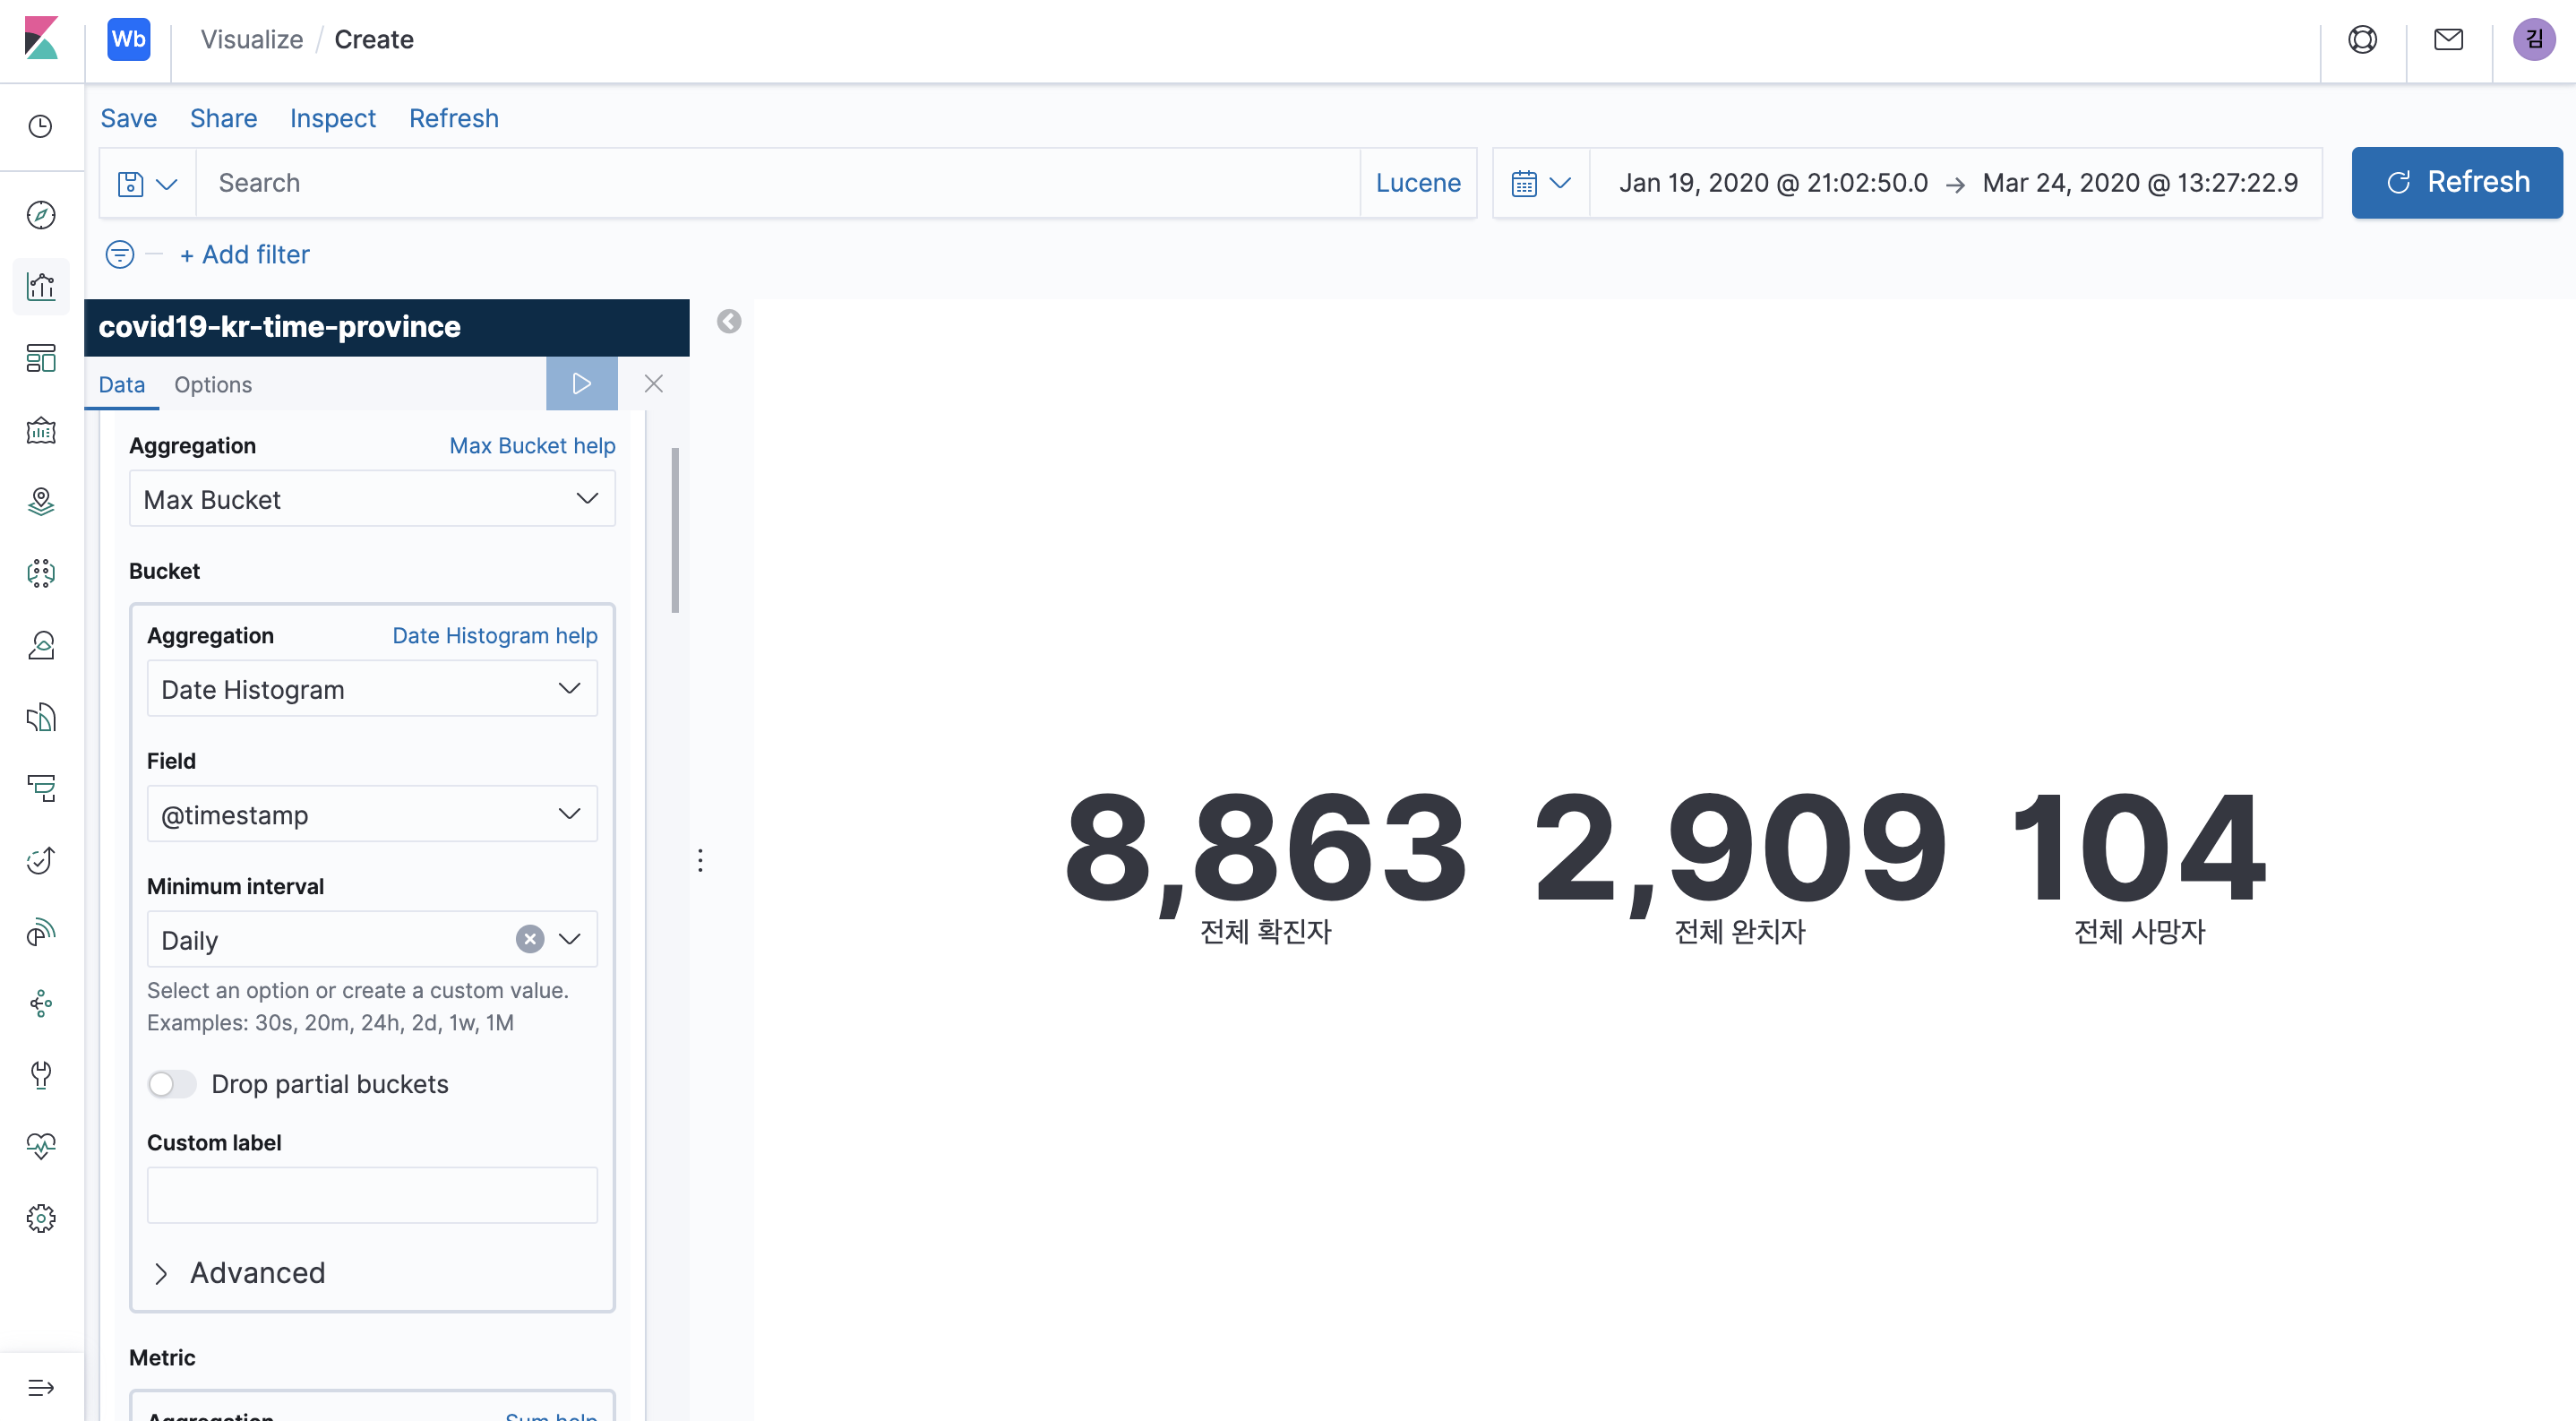 Wb Visualize / Create 김
Save Share Inspect Refresh
Search Lucene Jan 19, 2020 @ 21:02:50.0 → Mar 24, 2020 @ 13:27:22.9 Refresh
+ Add filter
covid19-kr-time-province
Data Options
Aggregation Max Bucket help
Max Bucket
Bucket
Aggregation Date Histogram help
Date Histogram
Field
@timestamp
Minimum interval
Daily
Select an option or create a custom value.
Examples: 30s, 20m, 24h, 2d, 1w, 1M
Drop partial buckets
Custom label
Advanced
Metric
Aggregation Sum help
8,863 2,909 104
전체 확진자 전체 완치자 전체 사망자